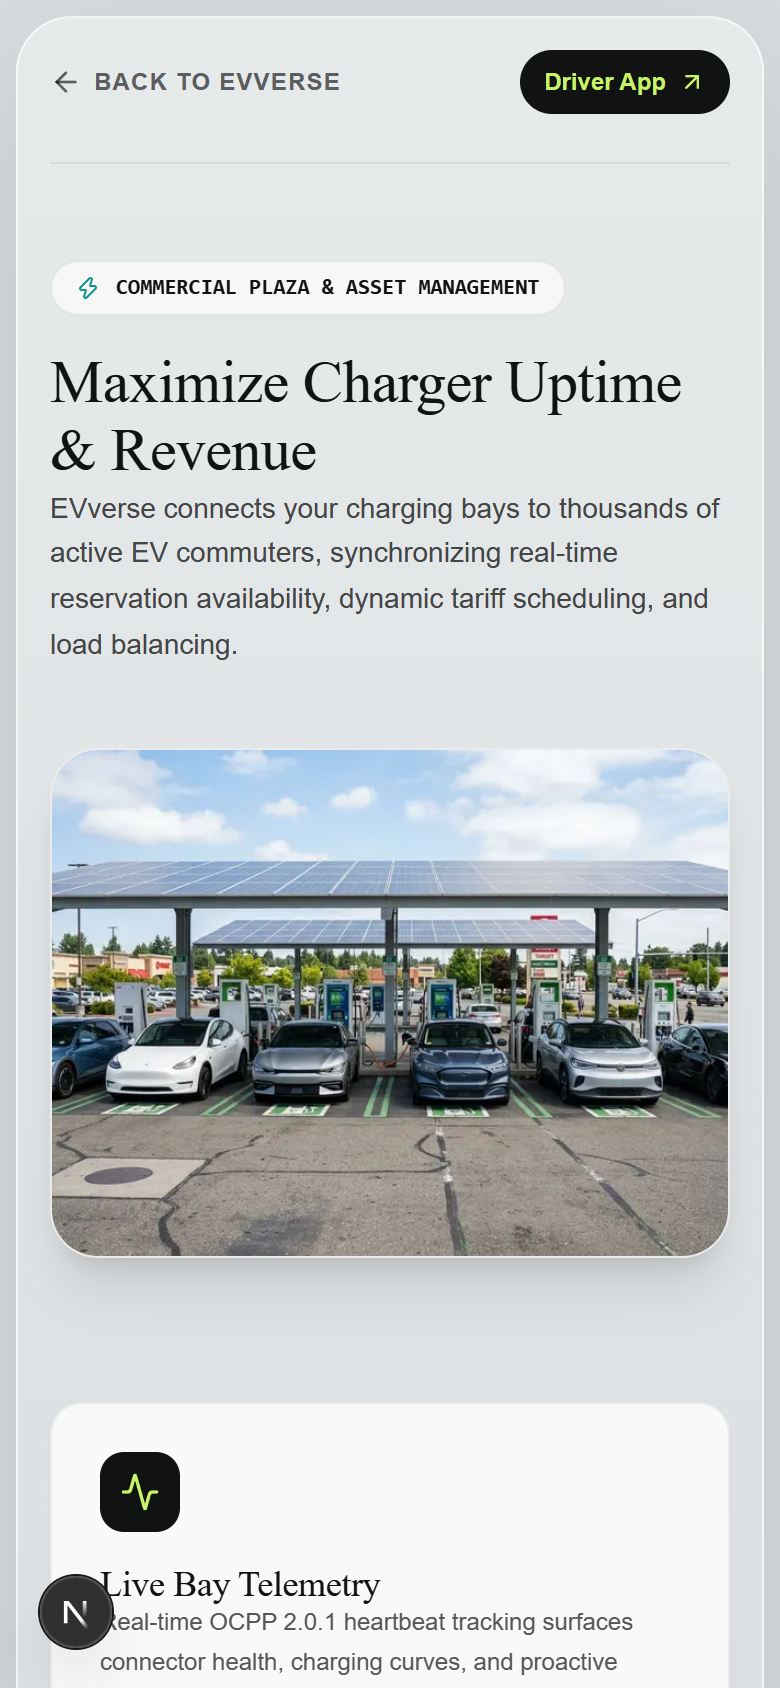 BACK TO EVVERSE
Driver App
COMMERCIAL PLAZA & ASSET MANAGEMENT
Maximize Charger Uptime
& Revenue
EVverse connects your charging bays to thousands of
active EV commuters, synchronizing real-time
reservation availability, dynamic tariff scheduling, and
load balancing.
TARGET
Live Bay Telemetry
N
Real-time OCPP 2.0.1 heartbeat tracking surfaces
connector health, charging curves, and proactive